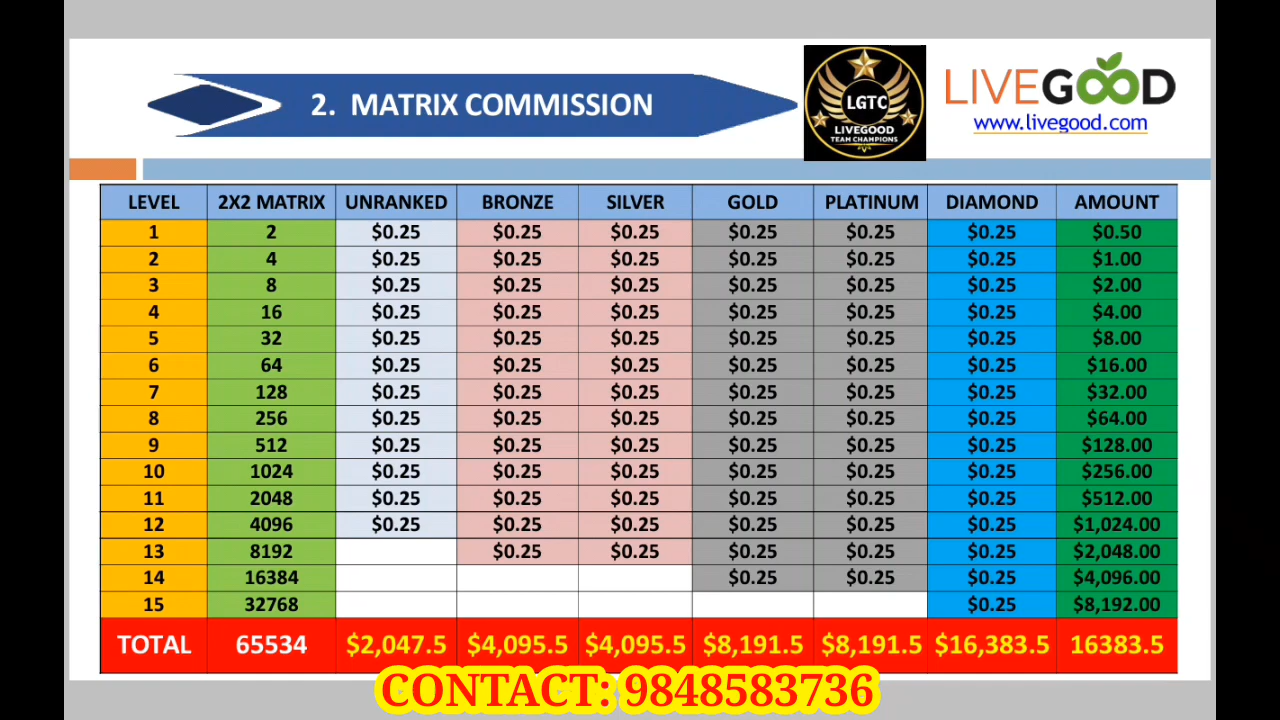 2. MATRIX COMMISSION
LGTC
LIVEGOOD
TEAM CHAMPIONS
LIVEGOOD
www.livegood.com
LEVEL 2X2 MATRIX UNRANKED BRONZE SILVER GOLD PLATINUM DIAMOND AMOUNT
1 2 $0.25 $0.25 $0.25 $0.25 $0.25 $0.25 $0.50
2 4 $0.25 $0.25 $0.25 $0.25 $0.25 $0.25 $1.00
3 8 $0.25 $0.25 $0.25 $0.25 $0.25 $0.25 $2.00
4 16 $0.25 $0.25 $0.25 $0.25 $0.25 $0.25 $4.00
5 32 $0.25 $0.25 $0.25 $0.25 $0.25 $0.25 $8.00
6 64 $0.25 $0.25 $0.25 $0.25 $0.25 $0.25 $16.00
7 128 $0.25 $0.25 $0.25 $0.25 $0.25 $0.25 $32.00
8 256 $0.25 $0.25 $0.25 $0.25 $0.25 $0.25 $64.00
9 512 $0.25 $0.25 $0.25 $0.25 $0.25 $0.25 $128.00
10 1024 $0.25 $0.25 $0.25 $0.25 $0.25 $0.25 $256.00
11 2048 $0.25 $0.25 $0.25 $0.25 $0.25 $0.25 $512.00
12 4096 $0.25 $0.25 $0.25 $0.25 $0.25 $0.25 $1,024.00
13 8192 $0.25 $0.25 $0.25 $0.25 $0.25 $2,048.00
14 16384 $0.25 $0.25 $0.25 $4,096.00
15 32768 $0.25 $8,192.00
TOTAL 65534 $2,047.5 $4,095.5 $4,095.5 $8,191.5 $8,191.5 $16,383.5 16383.5
CONTACT: 9848583736